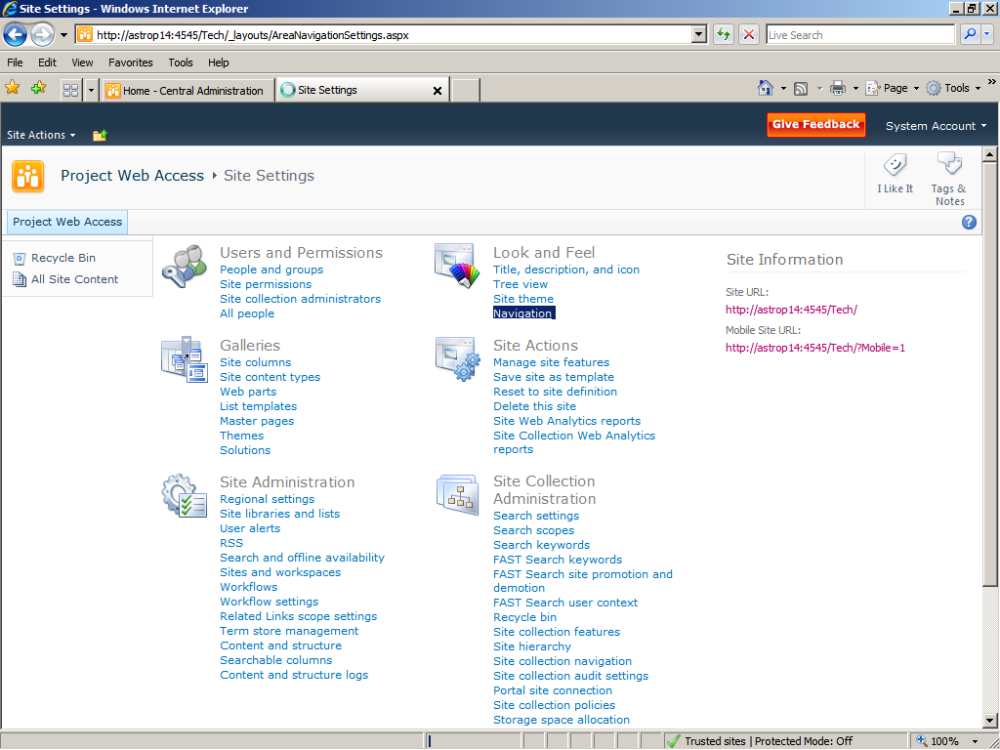 Site Settings - Windows Internet Explorer
http://astrop14:4545/Tech/_layouts/AreaNavigationSettings.aspx
Live Search
File Edit View Favorites Tools Help
Home - Central Administration
Site Settings
Page
Tools
Site Actions
Give Feedback
System Account
Project Web Access
Site Settings
I Like It
Tags & Notes
Project Web Access
Recycle Bin
All Site Content
Users and Permissions
People and groups
Site permissions
Site collection administrators
All people
Look and Feel
Title, description, and icon
Tree view
Site theme
Navigation
Site Information
Site URL:
http://astrop14:4545/Tech/
Mobile Site URL:
http://astrop14:4545/Tech/?Mobile=1
Galleries
Site columns
Site content types
Web parts
List templates
Master pages
Themes
Solutions
Site Actions
Manage site features
Save site as template
Reset to site definition
Delete this site
Site Web Analytics reports
Site Collection Web Analytics
reports
Site Administration
Regional settings
Site libraries and lists
User alerts
RSS
Search and offline availability
Sites and workspaces
Workflows
Workflow settings
Related Links scope settings
Term store management
Content and structure
Searchable columns
Content and structure logs
Site Collection
Administration
Search settings
Search scopes
Search keywords
FAST Search keywords
FAST Search site promotion and
demotion
FAST Search user context
Recycle bin
Site collection features
Site hierarchy
Site collection navigation
Site collection audit settings
Portal site connection
Site collection policies
Storage space allocation
Trusted sites | Protected Mode: Off
100%